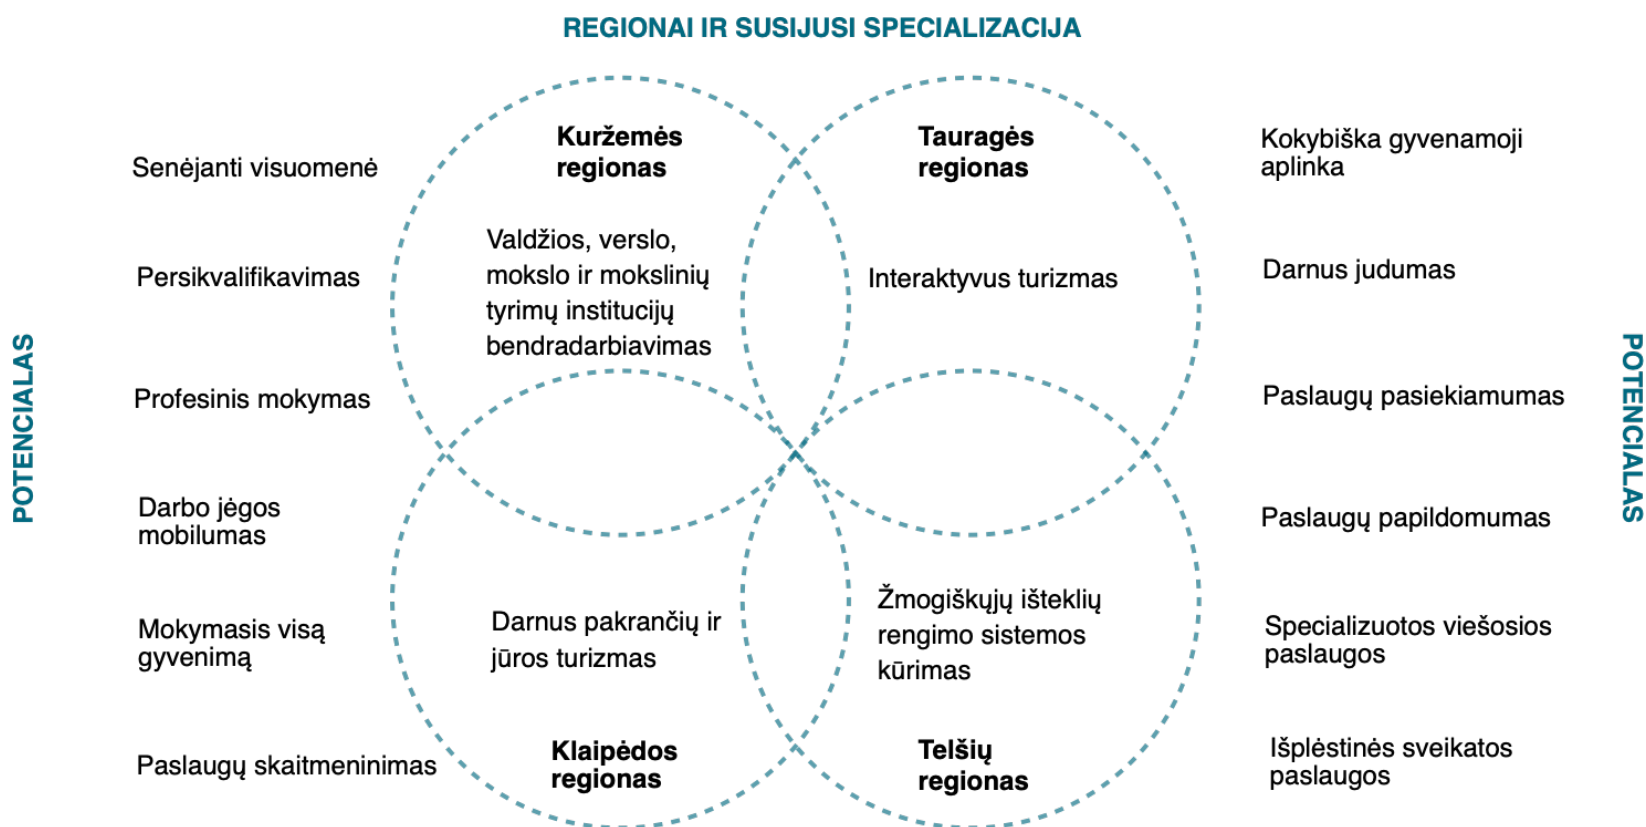 REGIONAI IR SUSIJUSI SPECIALIZACIJA
POTENCIALAS
Senėjanti visuomenė
Persikvalifikavimas
Profesinis mokymas
Darbo jėgos
mobilumas
Mokymasis visą
gyvenimą
Paslaugų skaitmeninimas
Kuržemės
regionas
Valdžios, verslo,
mokslo ir mokslinių
tyrimų institucijų
bendradarbiavimas
Tauragės
regionas
Interaktyvus turizmas
Darnus pakrančių ir
jūros turizmas
Klaipėdos
regionas
Žmogiškųjų išteklių
rengimo sistemos
kūrimas
Telšių
regionas
Kokybiška gyvenamoji
aplinka
Darnus judumas
Paslaugų pasiekiamumas
Paslaugų papildomumas
Specializuotos viešosios
paslaugos
Išplėstinės sveikatos
paslaugos
POTENCIALAS